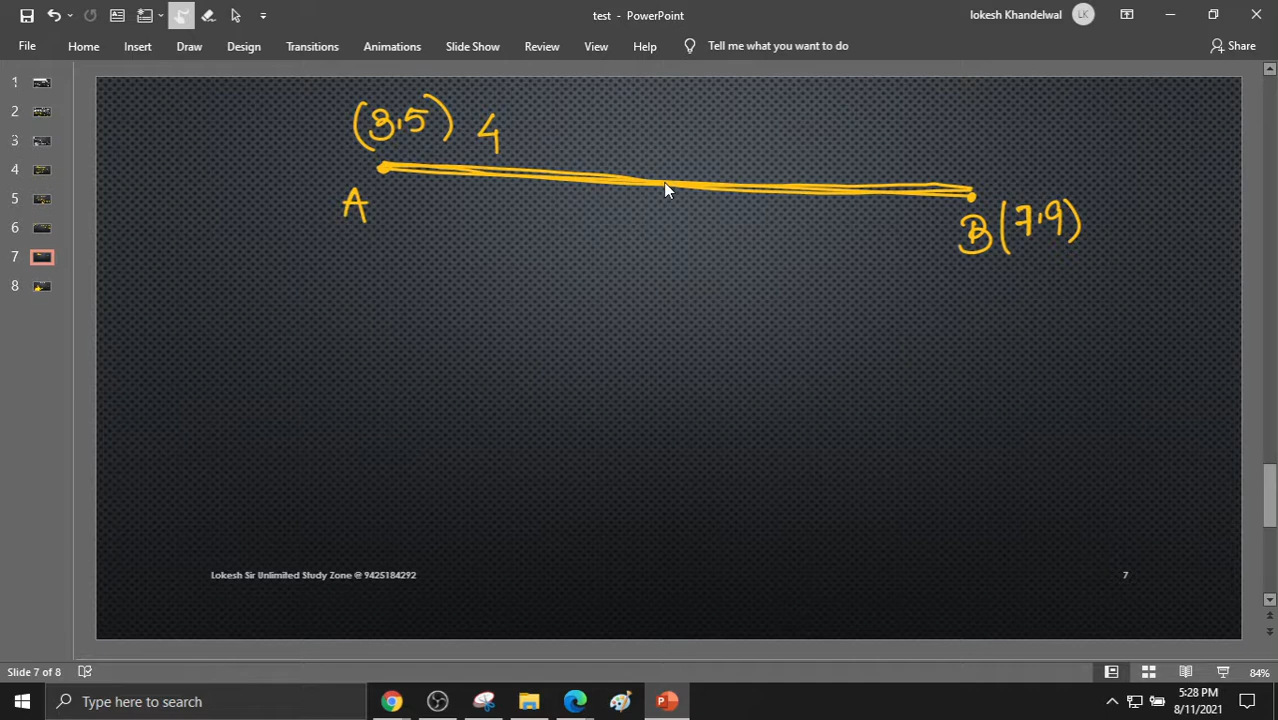 test - PowerPoint
lokesh Khandelwal
LK
File Home Insert Draw Design Transitions Animations Slide Show Review View Help Tell me what you want to do Share
1
2
3
4
5
6
7
8
(3,5) 4
A
B (7,9)
Lokesh Sir Unlimited Study Zone @ 9425184292
7
Slide 7 of 8
84%
Type here to search
5:28 PM
8/11/2021